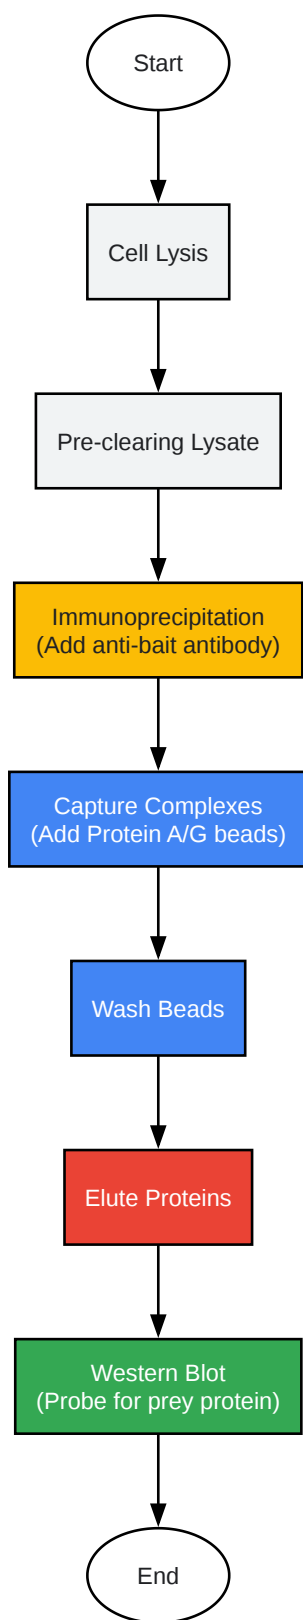 Start
Cell Lysis
Pre-clearing Lysate
Immunoprecipitation
(Add anti-bait antibody)
Capture Complexes
(Add Protein A/G beads)
Wash Beads
Elute Proteins
Western Blot
(Probe for prey protein)
End